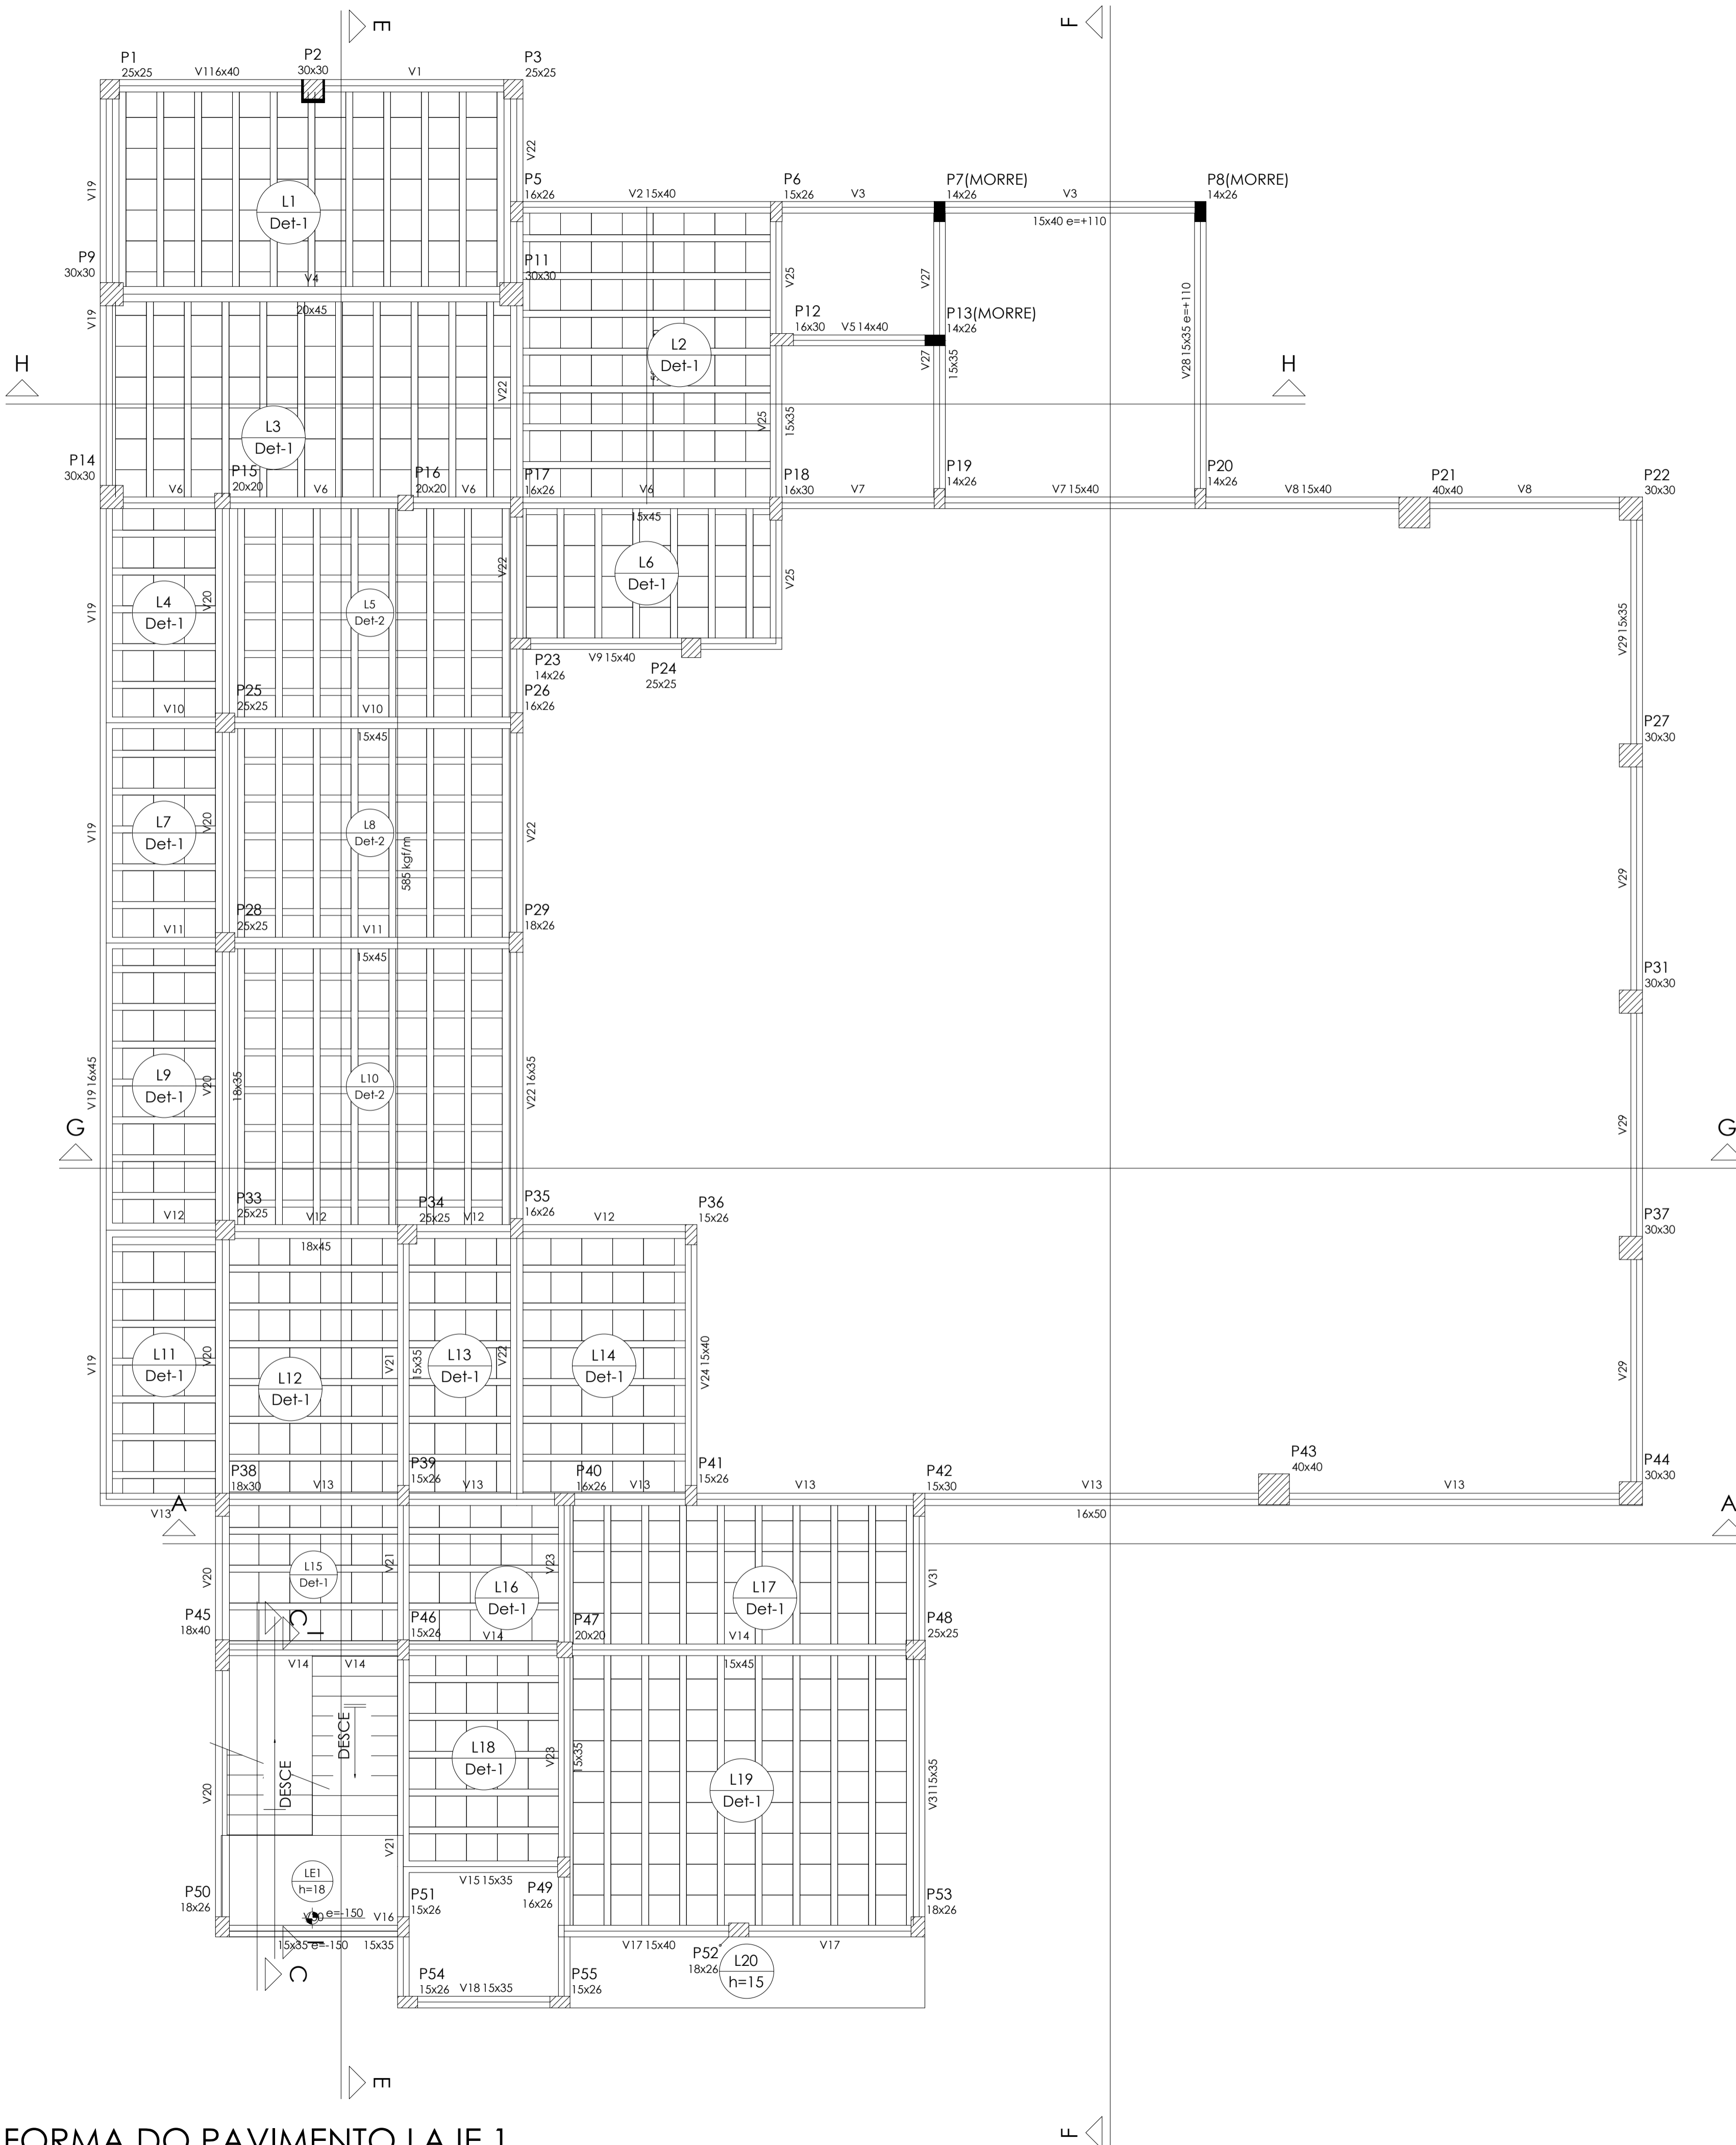 E
F
P1
25x25
V1 16x40
P2
30x30
V1
P3
25x25
V19
V22
L1
Det-1
P5
16x26
V2 15x40
P6
15x26
V3
P7(MORRE)
14x26
V3
15x40 e=+110
P8(MORRE)
14x26
P9
30x30
V4
20x45
P11
30x30
V25
V27
V28 15x35 e=+110
V19
P12
16x30
V5 14x40
P13(MORRE)
14x26
L2
Det-1
V27
15x35
H
H
V22
V25
15x35
L3
Det-1
P14
30x30
V6
P15
20x20
V6
P16
20x20
V6
P17
16x26
V6
15x45
P18
16x30
V7
P19
14x26
V7 15x40
P20
14x26
V8 15x40
P21
40x40
V8
P22
30x30
V22
L6
Det-1
V25
V19
L4
Det-1
V20
L5
Det-2
V29 15x35
P23
14x26
V9 15x40
P24
25x25
V10
P25
25x25
V10
15x45
P26
16x26
P27
30x30
V19
L7
Det-1
V20
L8
Det-2
585 kgf/m
V22
V29
V11
P28
25x25
V11
15x45
P29
18x26
P31
30x30
V19 16x45
L9
Det-1
V20
18x35
L10
Det-2
V22 16x35
V29
G
G
V12
P33
25x25
V12
18x45
P34
25x25
V12
P35
16x26
V12
P36
15x26
P37
30x30
V19
L11
Det-1
V20
L12
Det-1
V21
15x35
L13
Det-1
V22
L14
Det-1
V24 15x40
V29
V13
A
P38
18x30
V13
P39
15x26
V13
P40
16x26
V13
P41
15x26
V13
P42
15x30
V13
16x50
P43
40x40
V13
P44
30x30
A
V20
L15
Det-1
V21
L16
Det-1
V23
L17
Det-1
V31
P45
18x40
C
I
P46
15x26
V14
P47
20x20
V14
15x45
P48
25x25
V14
V14
DESCE
DESCE
V20
L18
Det-1
V23
15x35
L19
Det-1
V31 15x35
V21
LE1
h=18
V15 15x35
P50
18x26
e=-150
V16
15x35 e=-150
15x35
P51
15x26
P49
16x26
P53
18x26
V17 15x40
P52
18x26
V17
L20
h=15
I
C
P54
15x26
V18 15x35
P55
15x26
E
F
FORMA DO PAVIMENTO LAJE 1